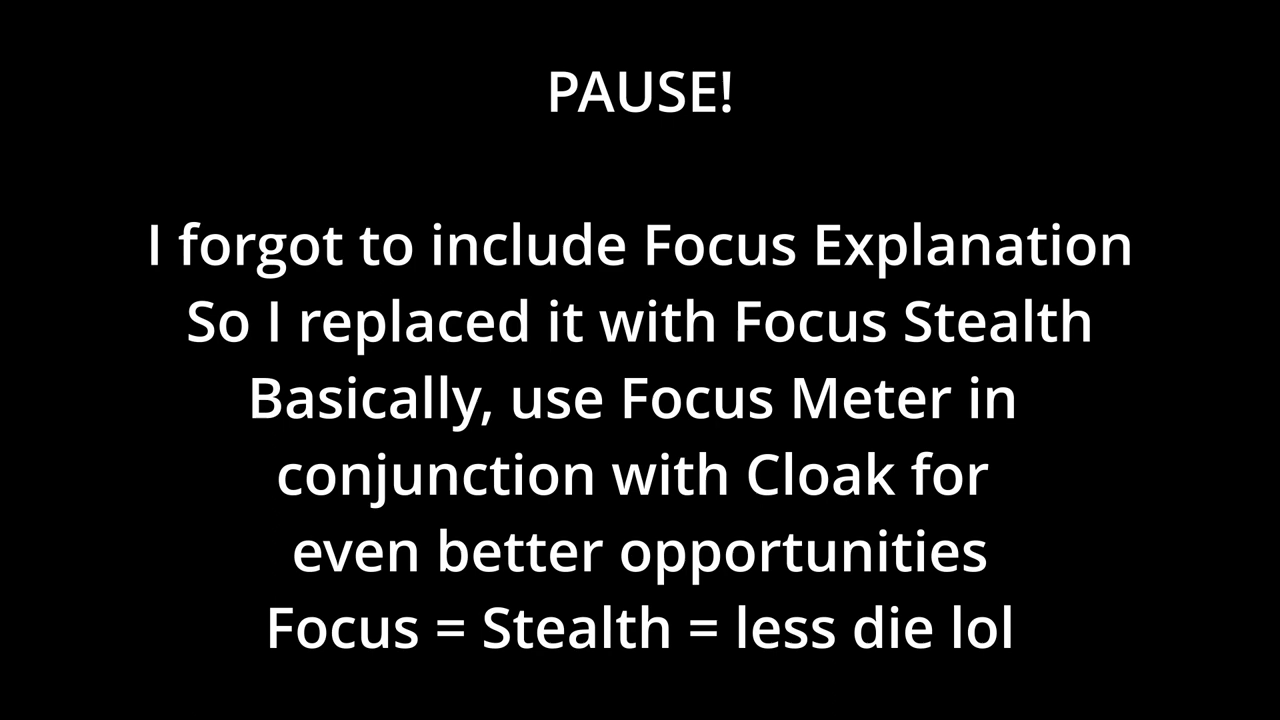 PAUSE!
I forgot to include Focus Explanation
So I replaced it with Focus Stealth
Basically, use Focus Meter in
conjunction with Cloak for
even better opportunities
Focus = Stealth = less die lol